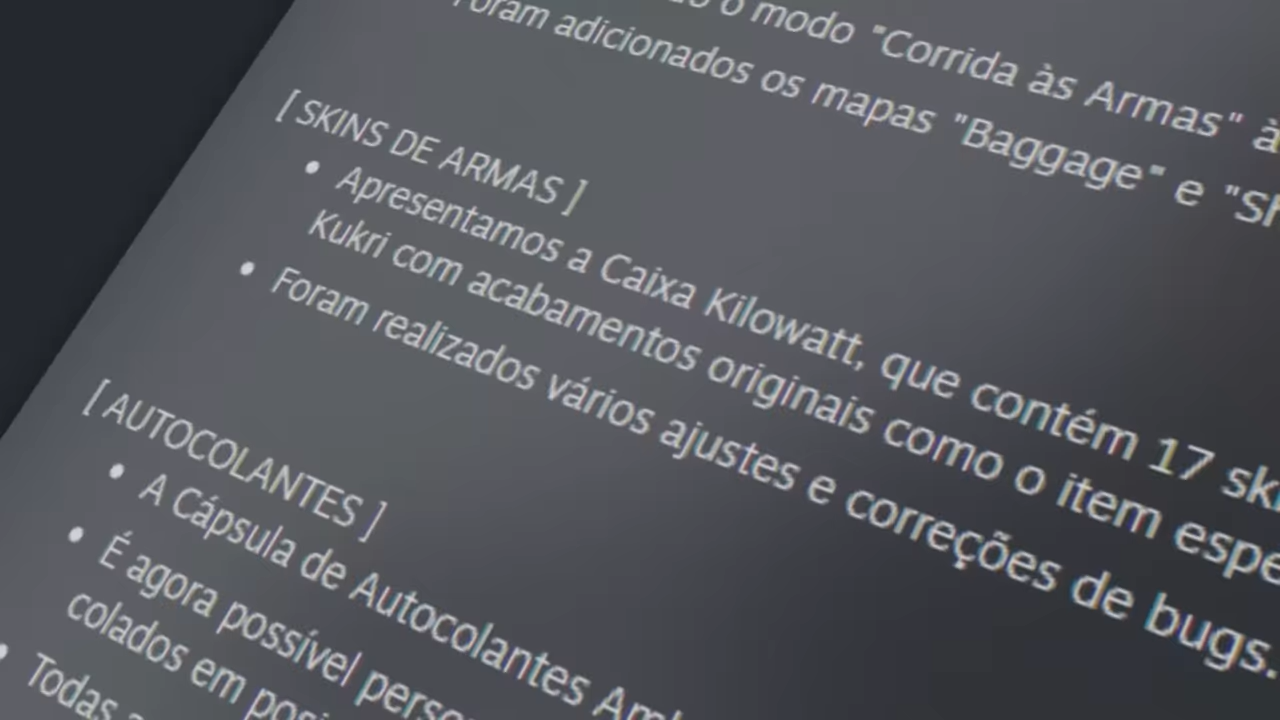 o modo "Corrida às Armas"
Foram adicionados os mapas "Baggage" e
[ SKINS DE ARMAS ]
• Apresentamos a Caixa Kilowatt, que contém 17
Kukri com acabamentos originais como o item
• Foram realizados vários ajustes e correções de bugs.
[ AUTOCOLANTES ]
• A Cápsula de Autocolantes
• É agora possível
colados em
• Todas